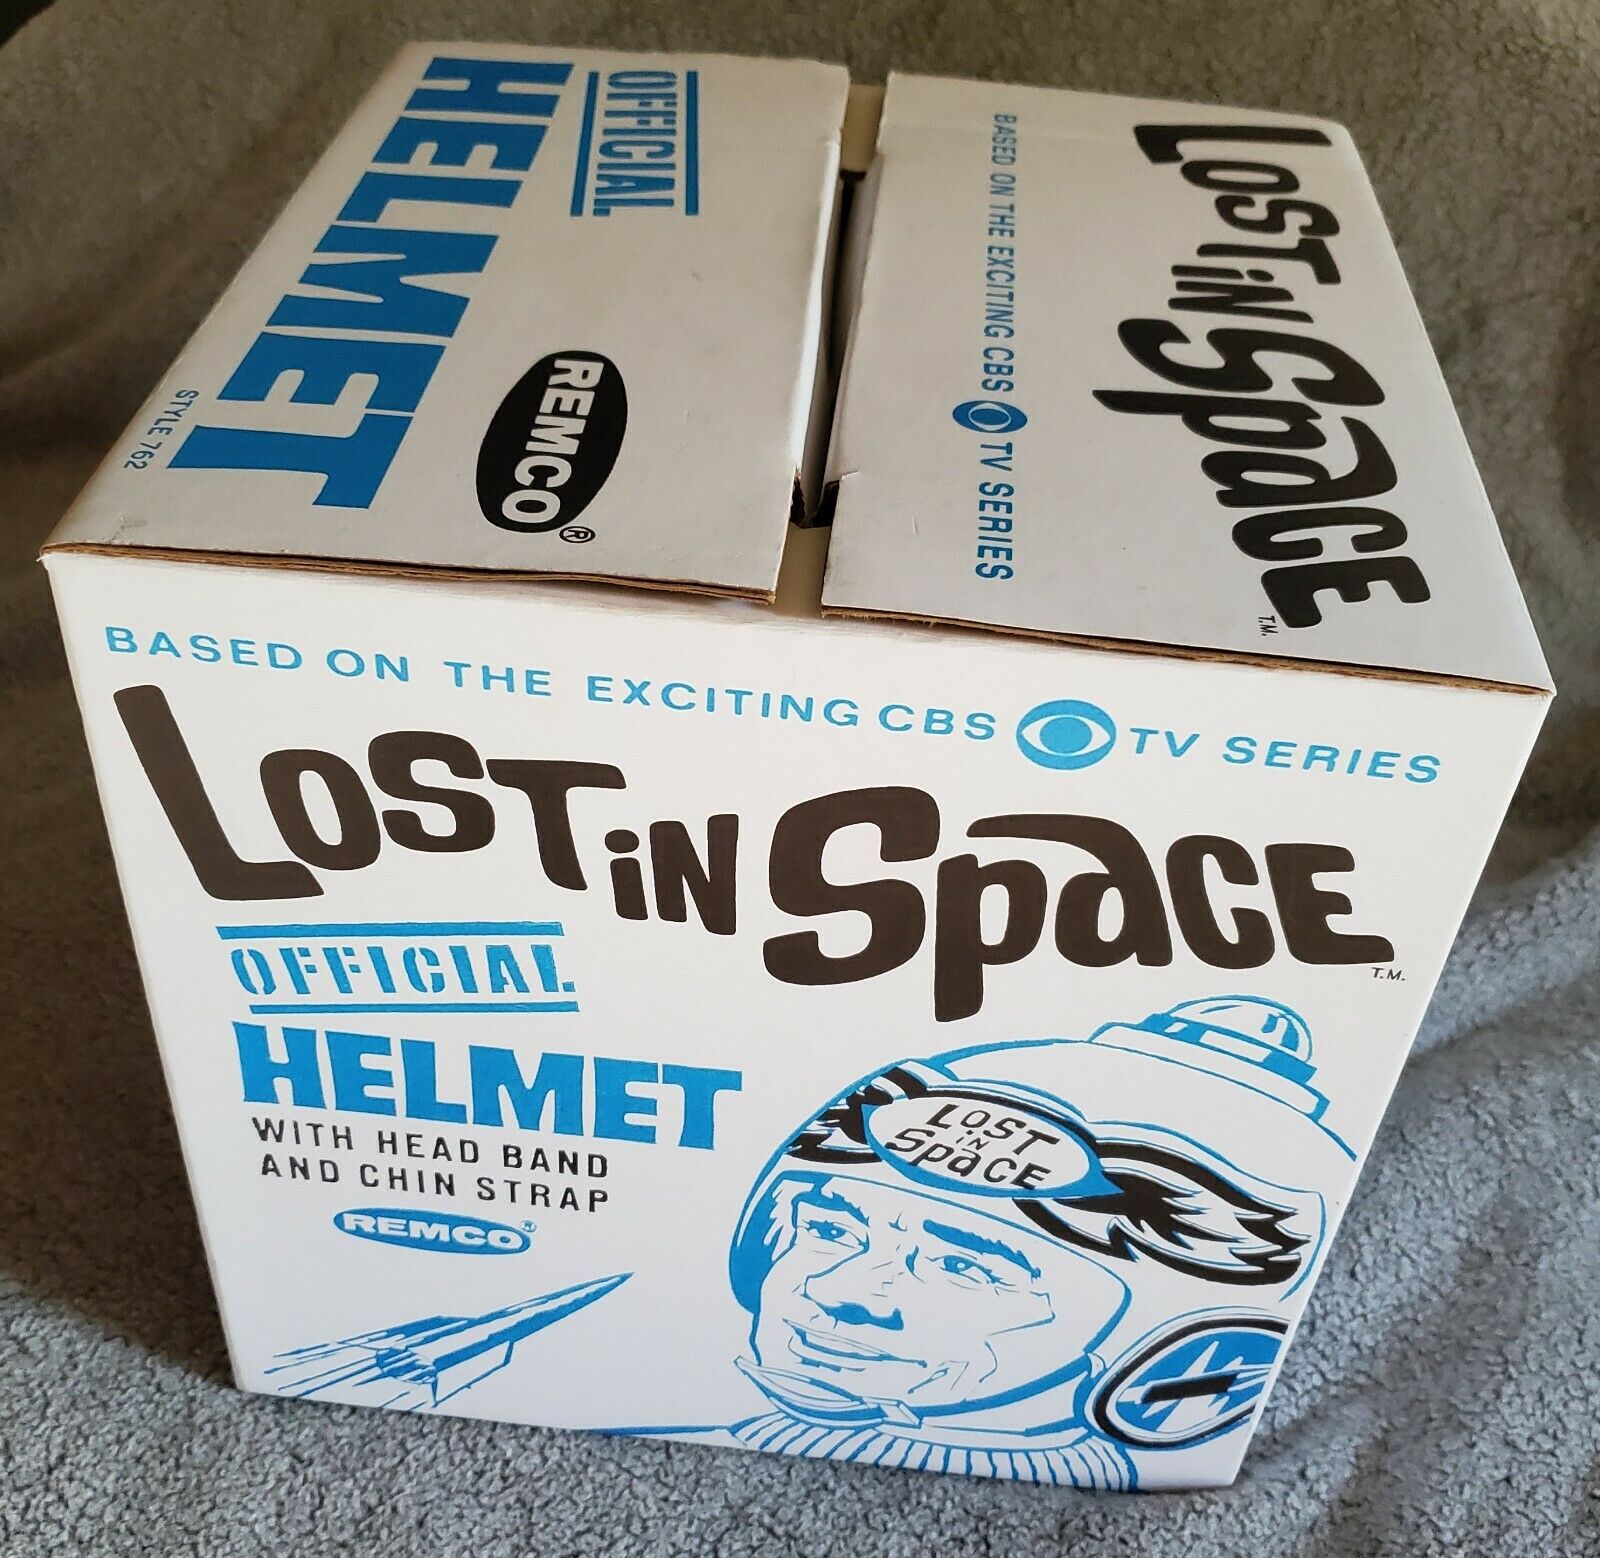 OFFICIAL
HELMET
REMCO®
STYLE 762
LOST iN SpaCE T.M.
BASED ON THE EXCITING CBS TV SERIES
BASED ON THE EXCITING CBS TV SERIES
LOST iN SpaCE
T.M.
OFFICIAL
HELMET
WITH HEAD BAND
AND CHIN STRAP
REMCO®
LOST
iN
SpaCE